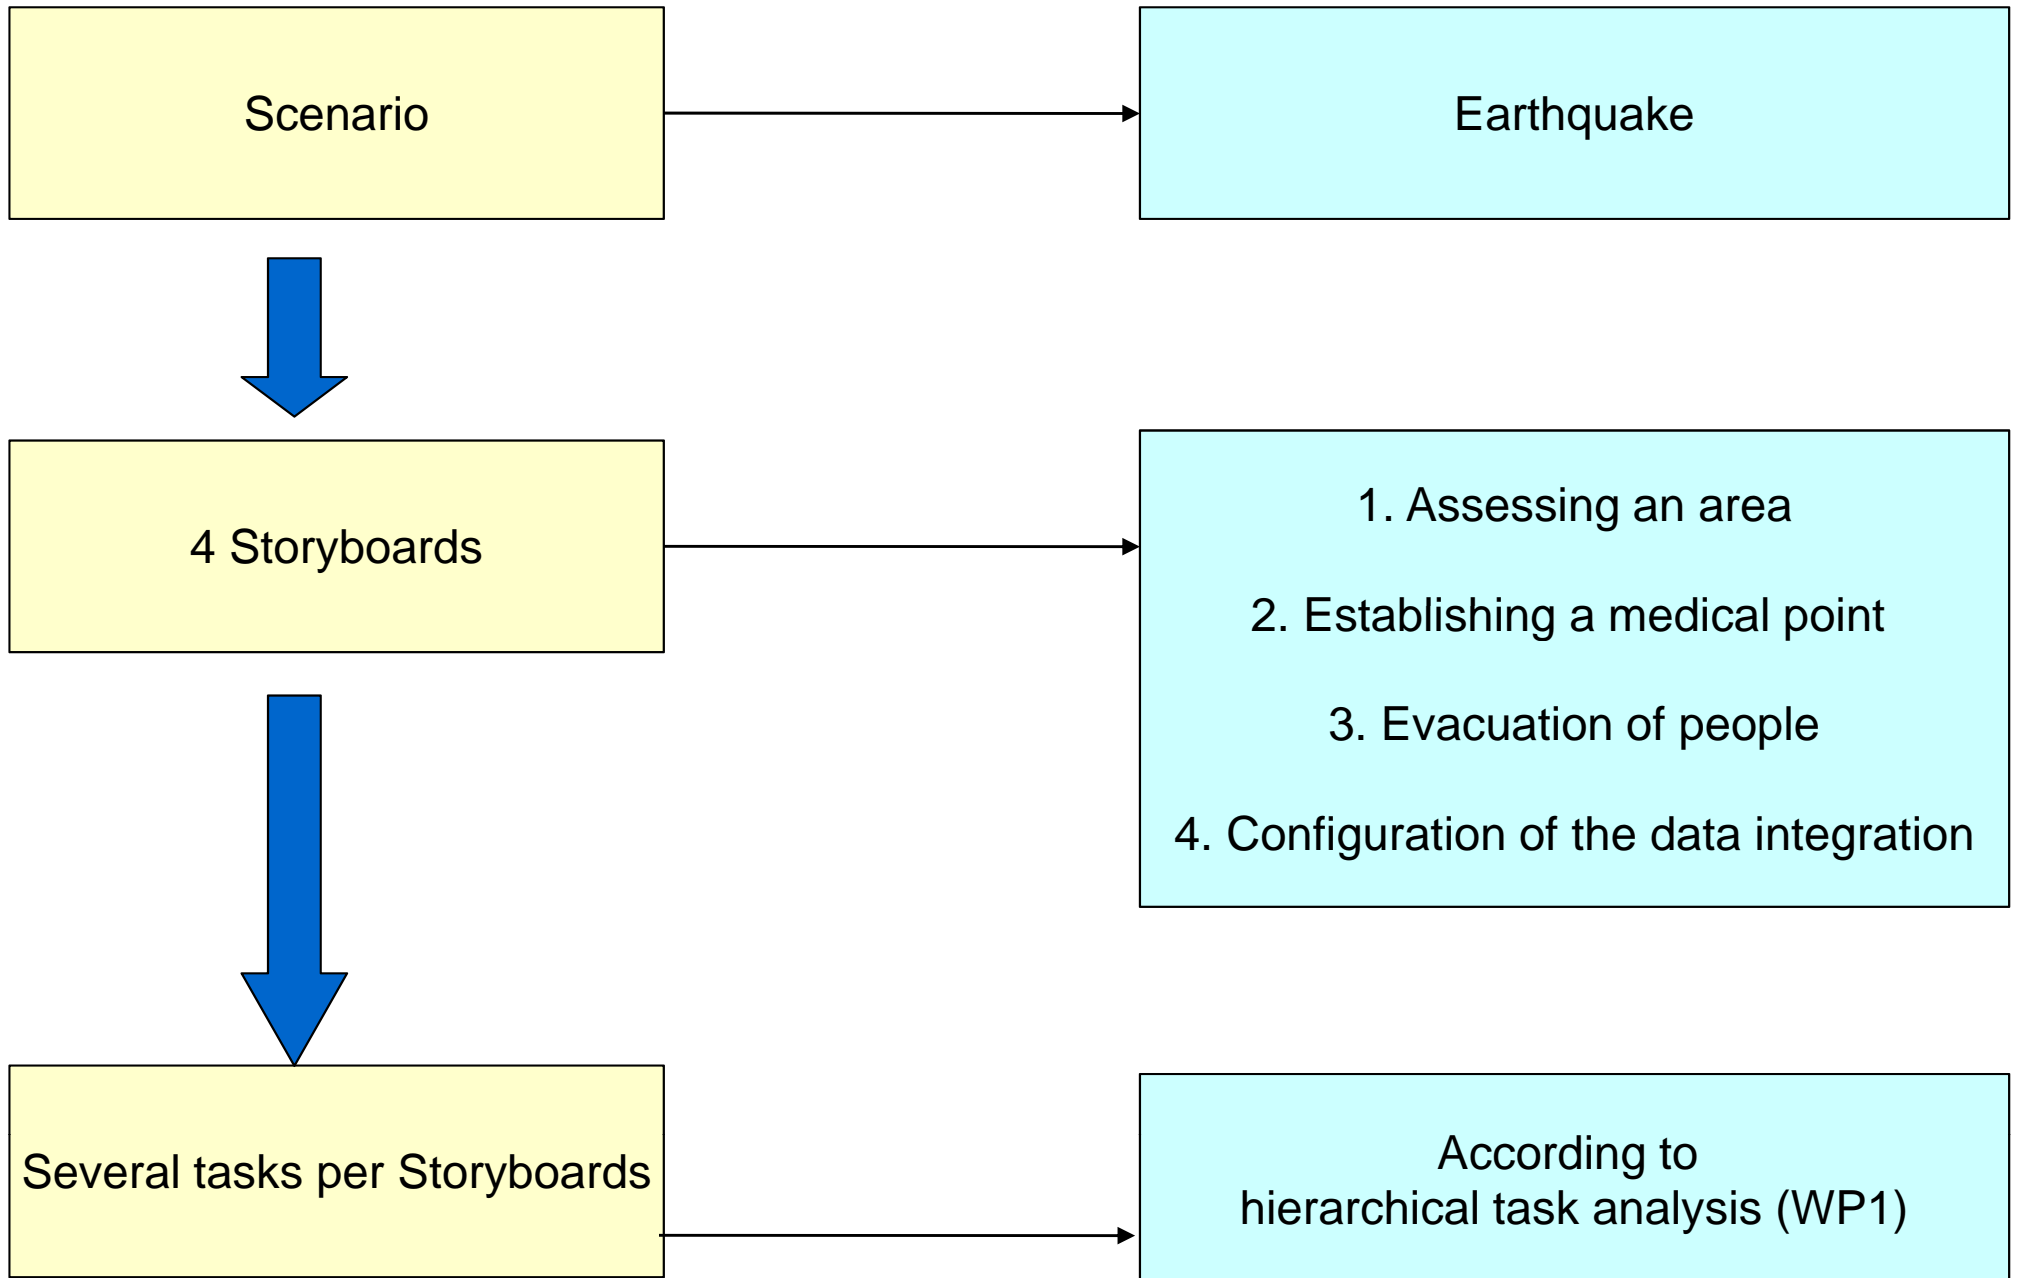 Scenario
Earthquake
4 Storyboards
1. Assessing an area
2. Establishing a medical point
3. Evacuation of people
4. Configuration of the data integration
Several tasks per Storyboards
According to
hierarchical task analysis (WP1)